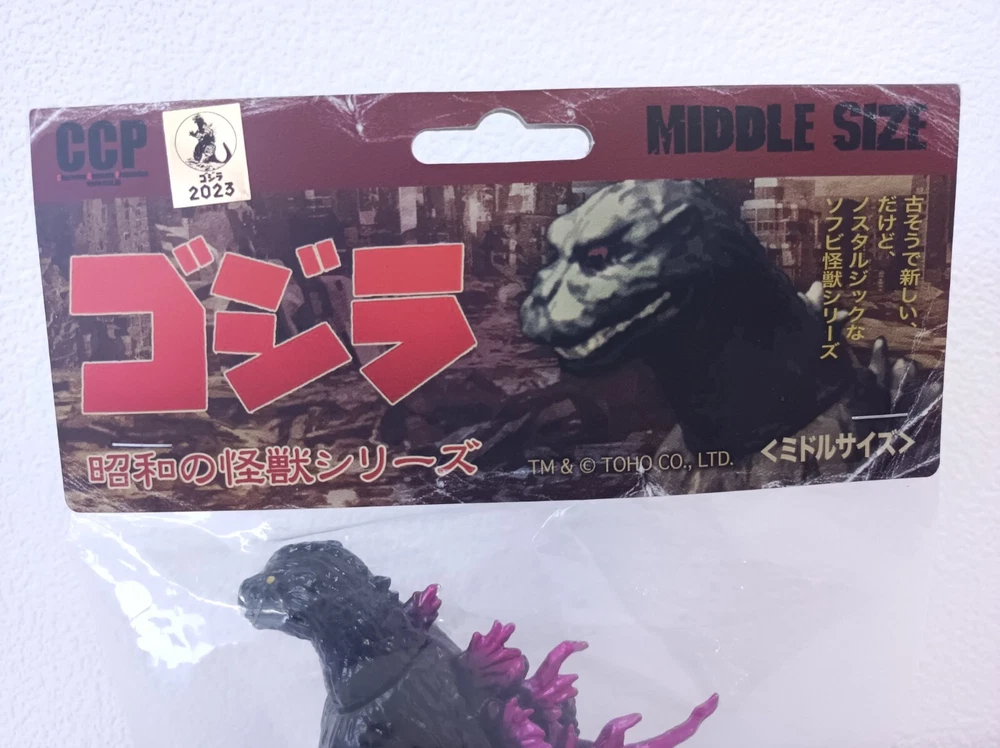 CCP
ゴジラ
2023
MIDDLE SIZE
古そうで新しい、
だけど、
ノスタルジックな
ソフビ怪獣シリーズ
ゴジラ
昭和の怪獣シリーズ
TM & © TOHO CO., LTD.
<ミドルサイズ>